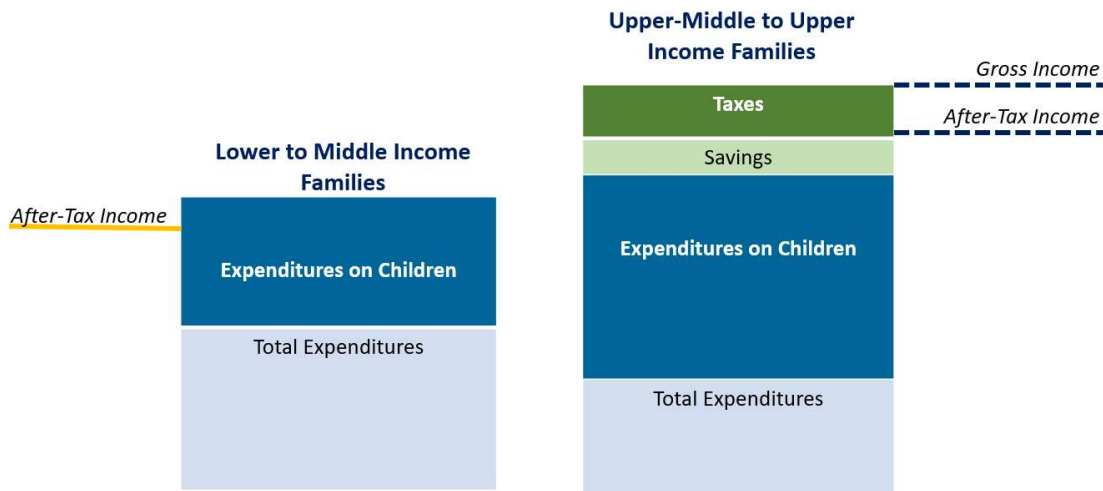 Lower to Middle Income
Families
After-Tax Income
Expenditures on Children
Total Expenditures
Upper-Middle to Upper
Income Families
Gross Income
Taxes
After-Tax Income
Savings
Expenditures on Children
Total Expenditures